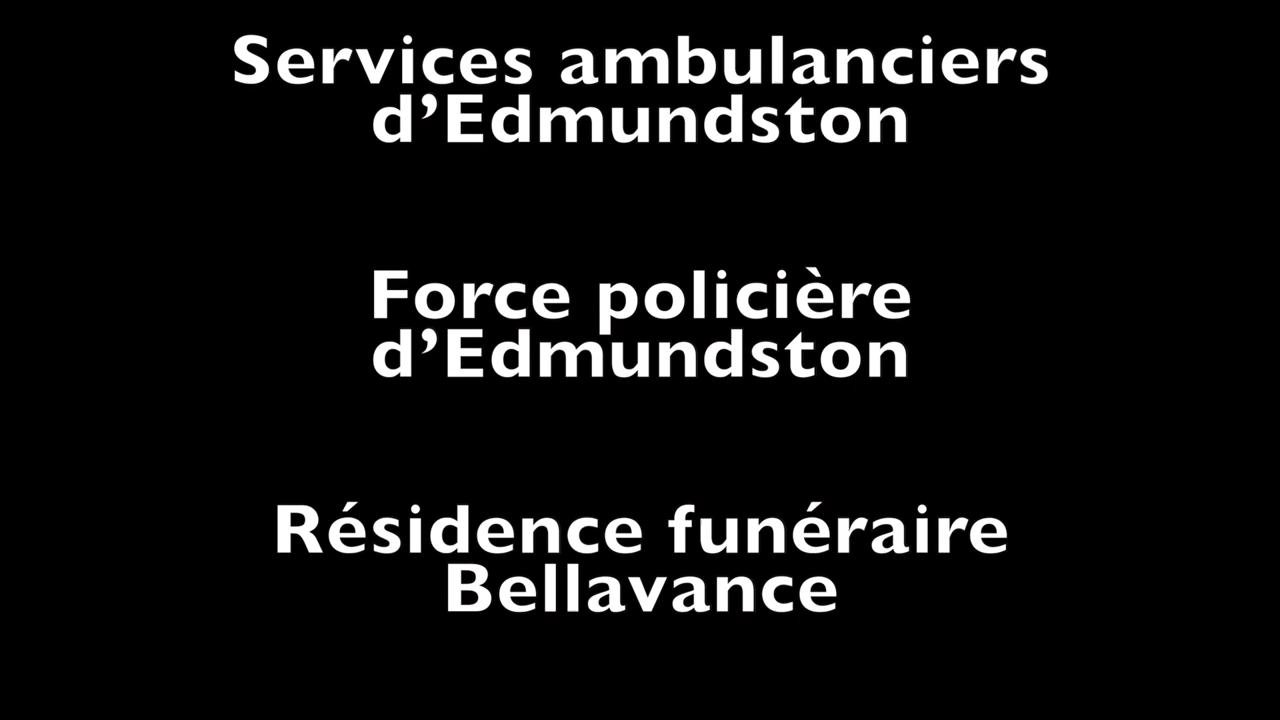 Services ambulanciers
d’Edmundston
Force policière
d’Edmundston
Résidence funéraire
Bellavance